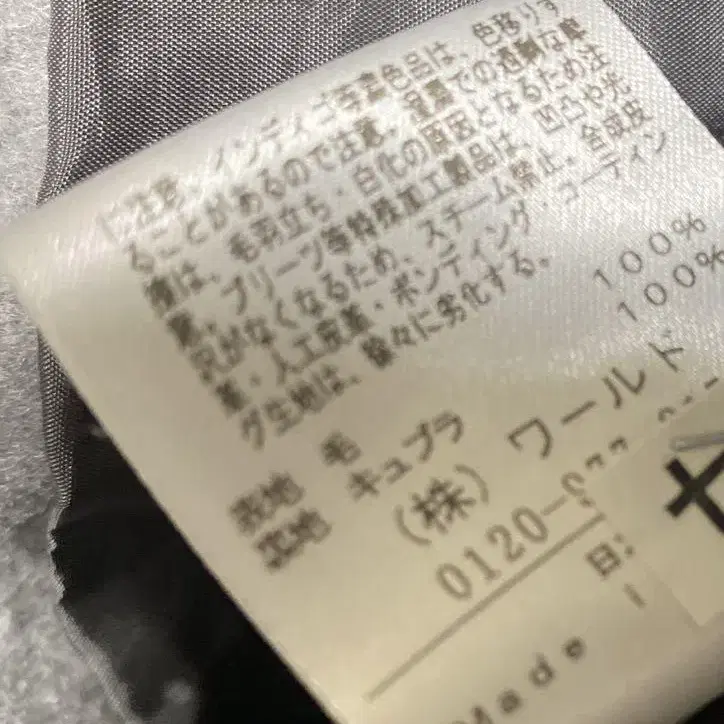 ご注意・インディゴ等濃色品は、色移りす
ることがあるので注意。湿潤での過剰な摩
擦は、毛羽立ち・白化の原因となるため注
意。プリーツ等特殊加工製品は、凹凸や光
沢がなくなるため、スチーム禁止。合成皮
革・人工皮革・ボンディング・コーティン
グ生地は、徐々に劣化する。
表地 毛 100%
裏地 キュプラ 100%
(株) ワールド
0120-
日
Made